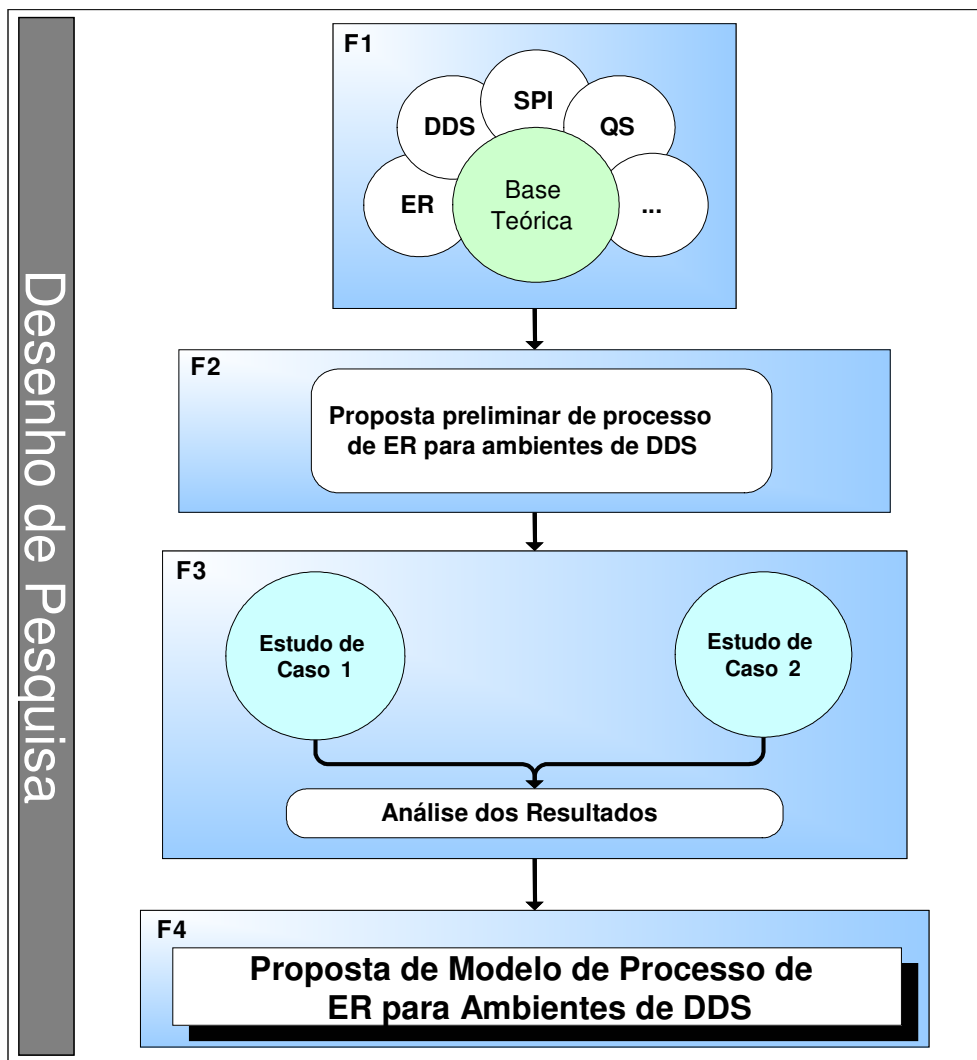 Desenho de Pesquisa
F1
SPI
DDS
QS
ER
Base
Teórica
...
F2
Proposta preliminar de processo
de ER para ambientes de DDS
F3
Estudo de
Caso 1
Estudo de
Caso 2
Análise dos Resultados
F4
Proposta de Modelo de Processo de
ER para Ambientes de DDS